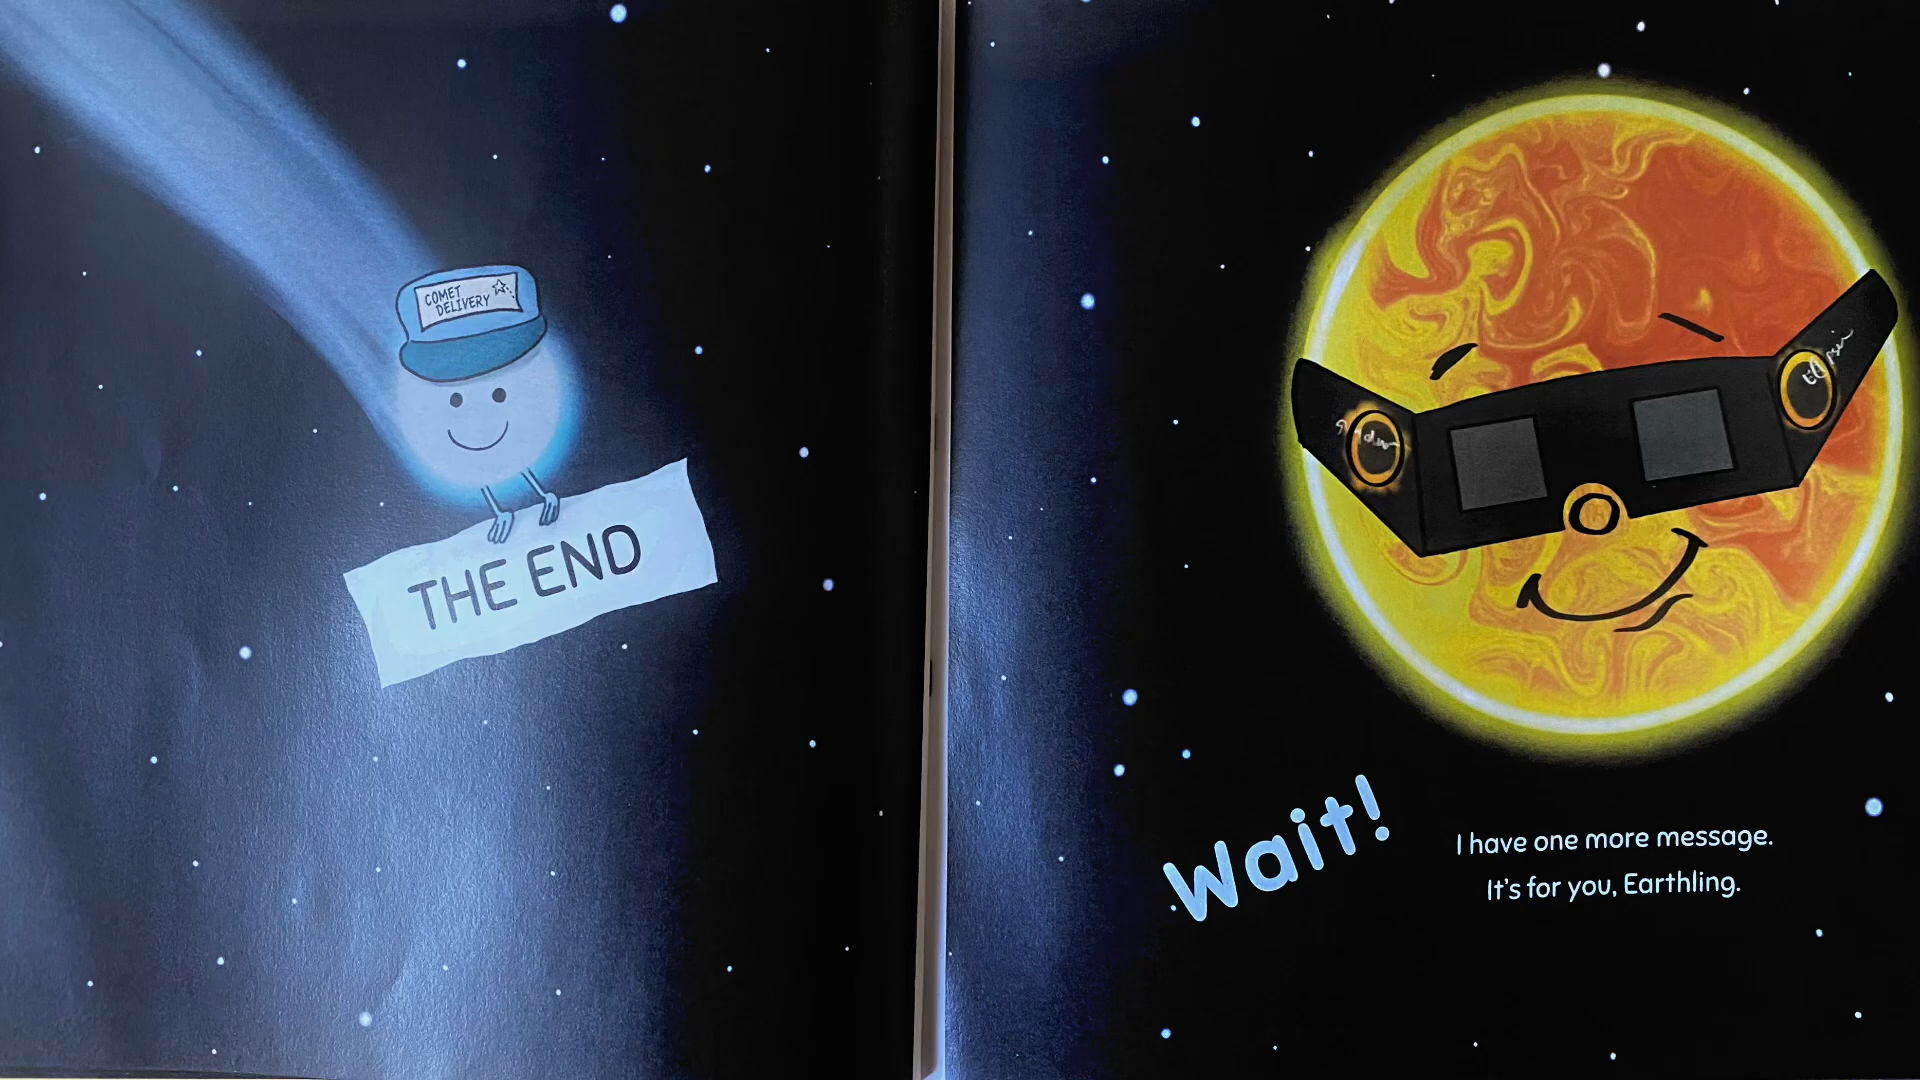 COMET
DELIVERY
THE END
Wait!
I have one more message.
It's for you, Earthling.